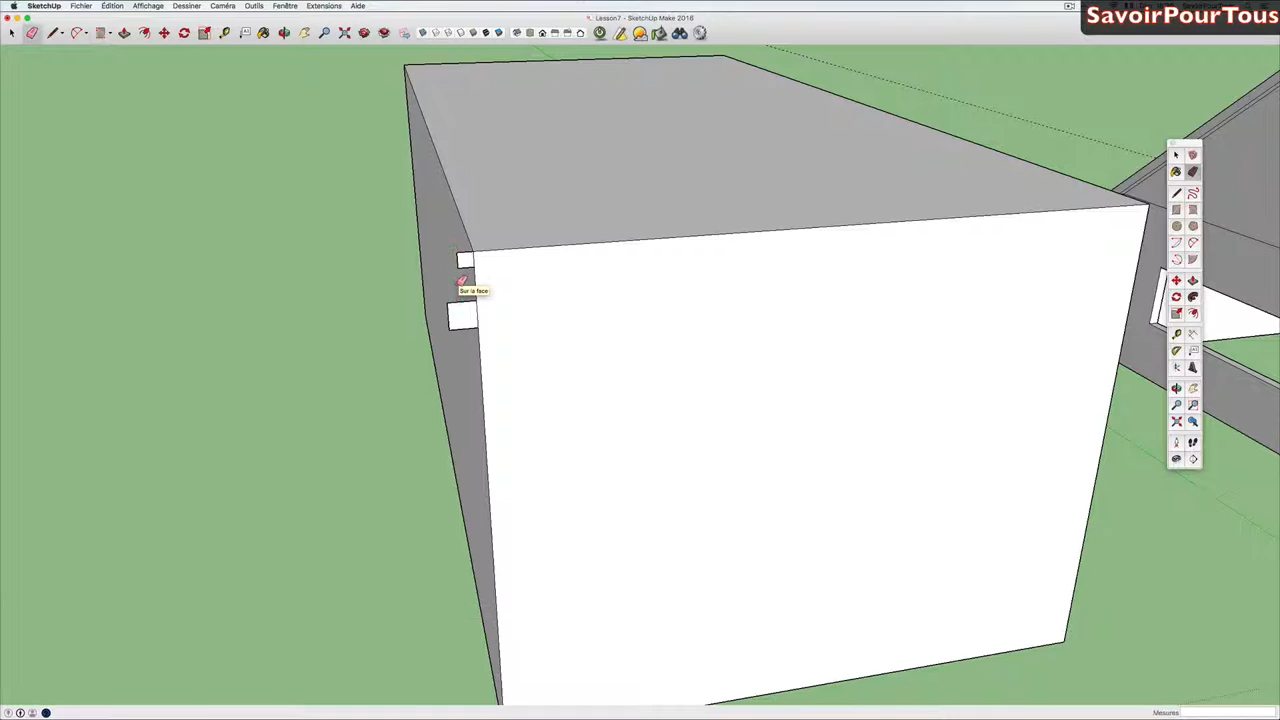 SketchUp Fichier Édition Affichage Dessiner Caméra Outils Fenêtre Extensions Aide
SavoirPourTous
Lesson7 - SketchUp Make 2016
Sur la face
Mesures